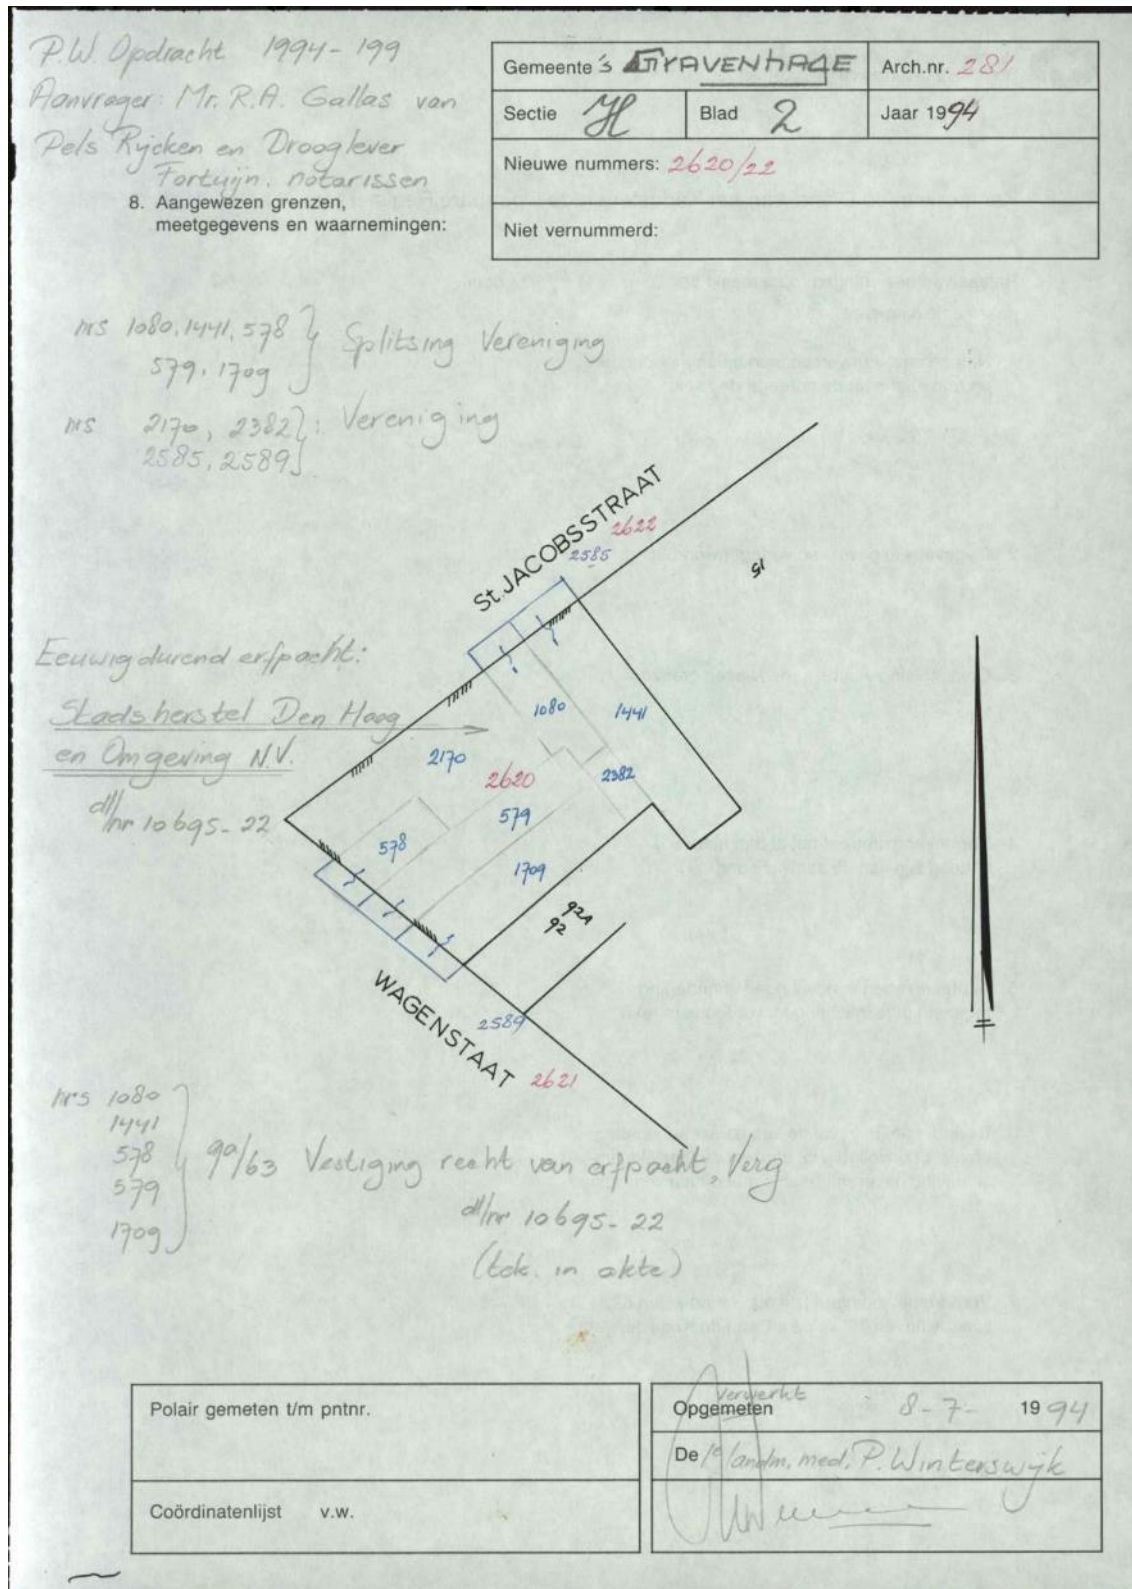 P.W. Opdracht 1994-199
Aanvrager: Mr. R.A. Gallas van
Pels Rijcken en Drooglever
Fortuijn. notarissen
Gemeente 's GRAVENHAGE
Arch.nr. 281
Sectie H
Blad 2
Jaar 1994
Nieuwe nummers: 2620/22
Niet vernummerd:
8. Aangewezen grenzen,
meetgegevens en waarnemingen:
nrs 1080, 1441, 578 } Splitsing Vereniging
579, 1709
nrs 2170, 2382 }: Vereniging
2585, 2589
St. JACOBSSTRAAT
2622
2585
51
Eeuwigdurend erfpacht:
Stadsherstel Den Haag
en Omgeving N.V.
dl/nr 10695-22
1080
1441
2170
2620
2382
579
578
1709
92A
92
WAGENSTAAT
2589
2621
nrs 1080
1441
578 } 99/63 Vestiging recht van erfpacht, Verg
579
1709
dl/nr 10695-22
(tek. in akte)
Polair gemeten t/m pntnr.
Coördinatenlijst v.w.
verwerkt
Opgemeten 8-7-1994
De 1e landm. med. P. Winterswijk